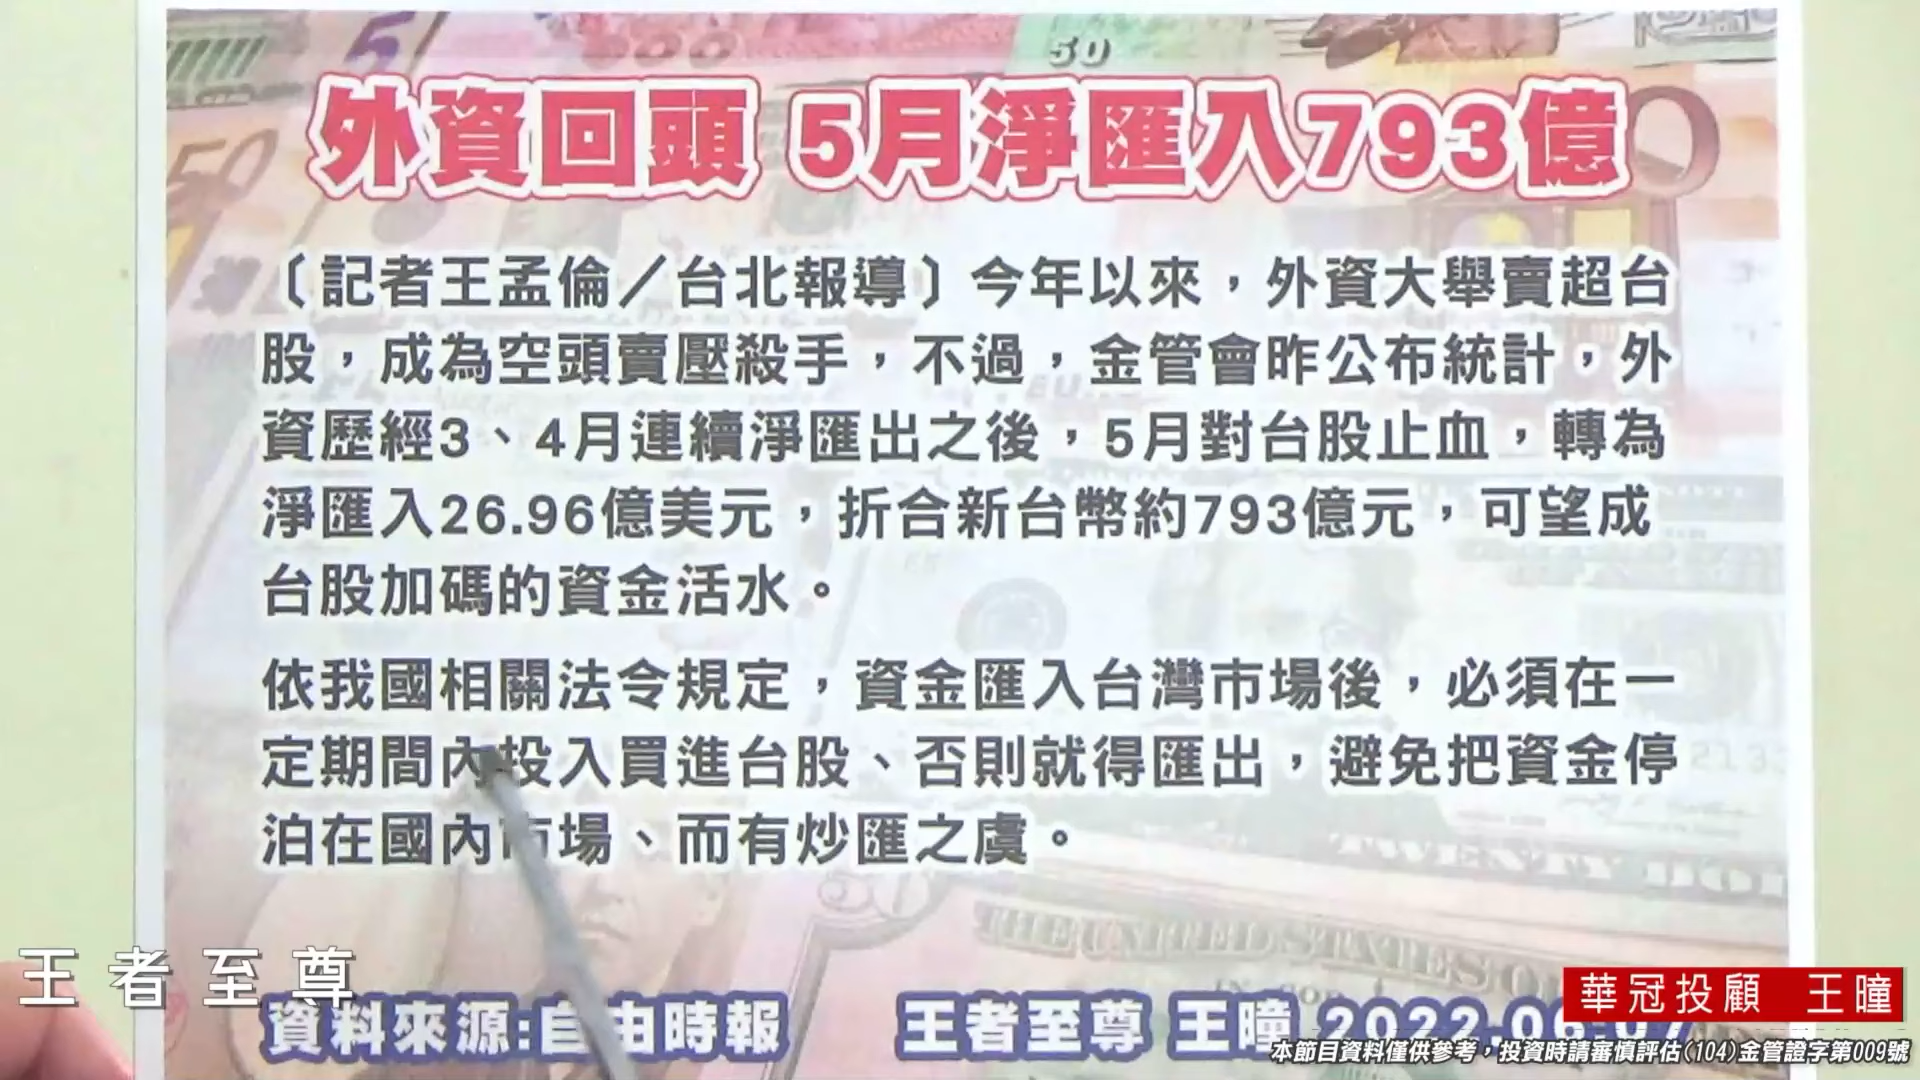 外資回頭 5月淨匯入793億
〔記者王孟倫／台北報導〕今年以來，外資大舉賣超台
股，成為空頭賣壓殺手，不過，金管會昨公布統計，外
資歷經3、4月連續淨匯出之後，5月對台股止血，轉為
淨匯入26.96億美元，折合新台幣約793億元，可望成
台股加碼的資金活水。
依我國相關法令規定，資金匯入台灣市場後，必須在一
定期間內投入買進台股、否則就得匯出，避免把資金停
泊在國內市場、而有炒匯之虞。
王者至尊
資料來源:自由時報 王者至尊 王瞳 2022.06.07
華冠投顧 王瞳
本節目資料僅供參考，投資時請審慎評估(104)金管證字第009號
50
50
TWENTY DOL
THE UNITED STATES O